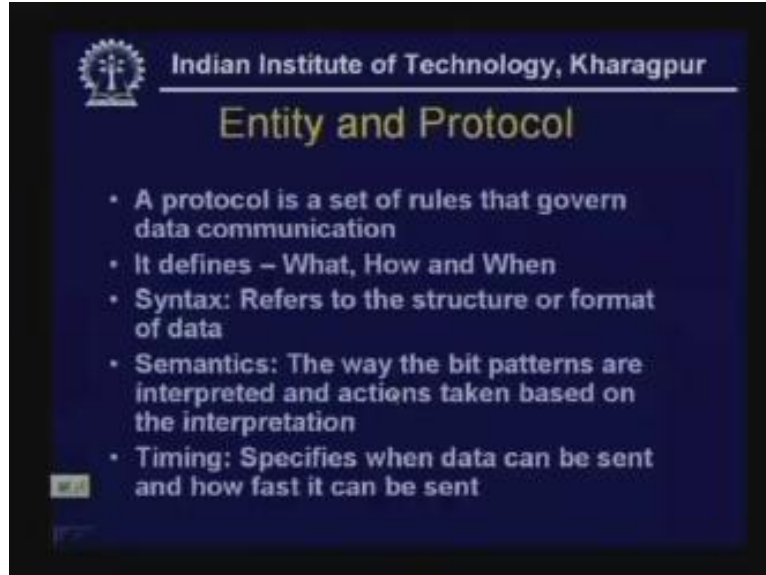 Indian Institute of Technology, Kharagpur
Entity and Protocol
• A protocol is a set of rules that govern
data communication
• It defines – What, How and When
• Syntax: Refers to the structure or format
of data
• Semantics: The way the bit patterns are
interpreted and actions taken based on
the interpretation
• Timing: Specifies when data can be sent
and how fast it can be sent